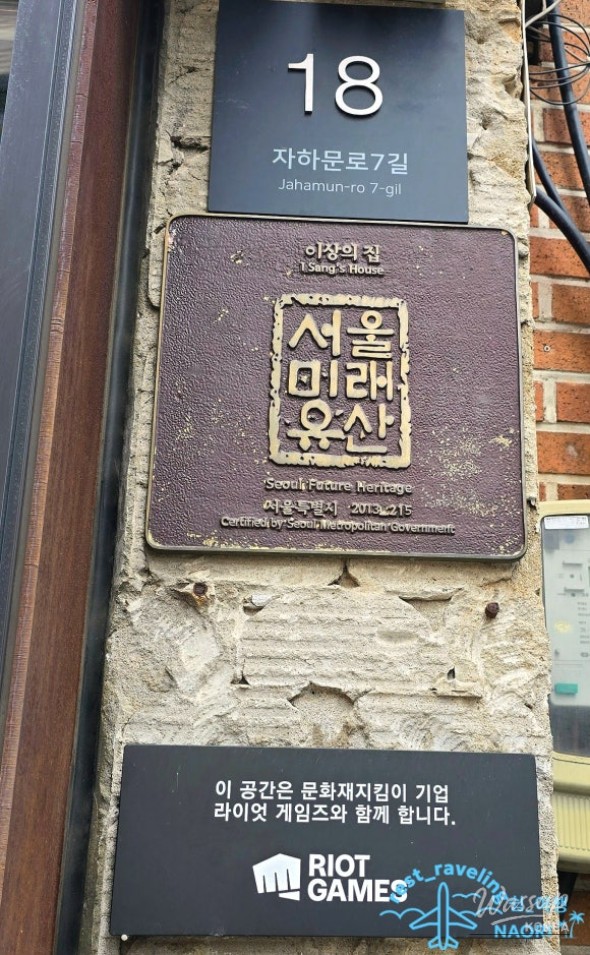 18
자하문로7길
Jahamun-ro 7-gil
이상의 집
I Sang's House
서울
미래
유산
Seoul Future Heritage
서울특별시 2013-215
Certified by Seoul Metropolitan Government
이 공간은 문화재지킴이 기업
라이엇 게임즈와 함께 합니다.
RIOT
GAMES
KOREA